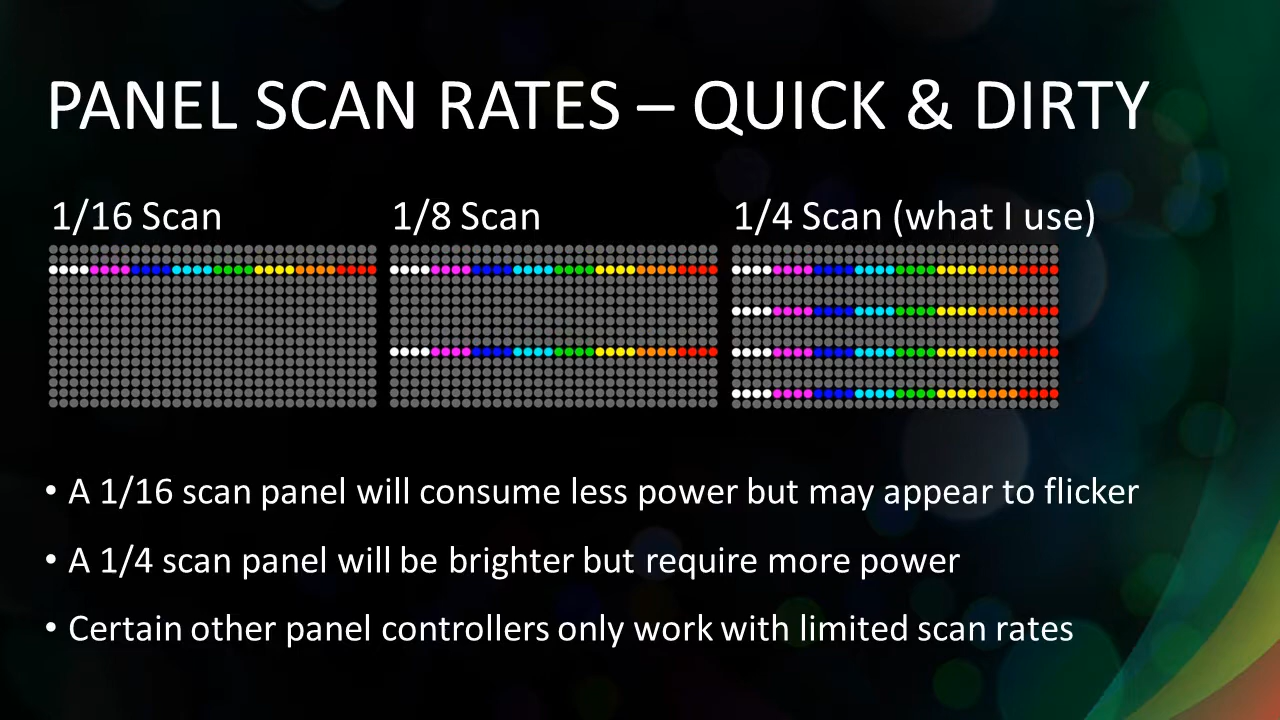 PANEL SCAN RATES – QUICK & DIRTY
1/16 Scan
1/8 Scan
1/4 Scan (what I use)
• A 1/16 scan panel will consume less power but may appear to flicker
• A 1/4 scan panel will be brighter but require more power
• Certain other panel controllers only work with limited scan rates